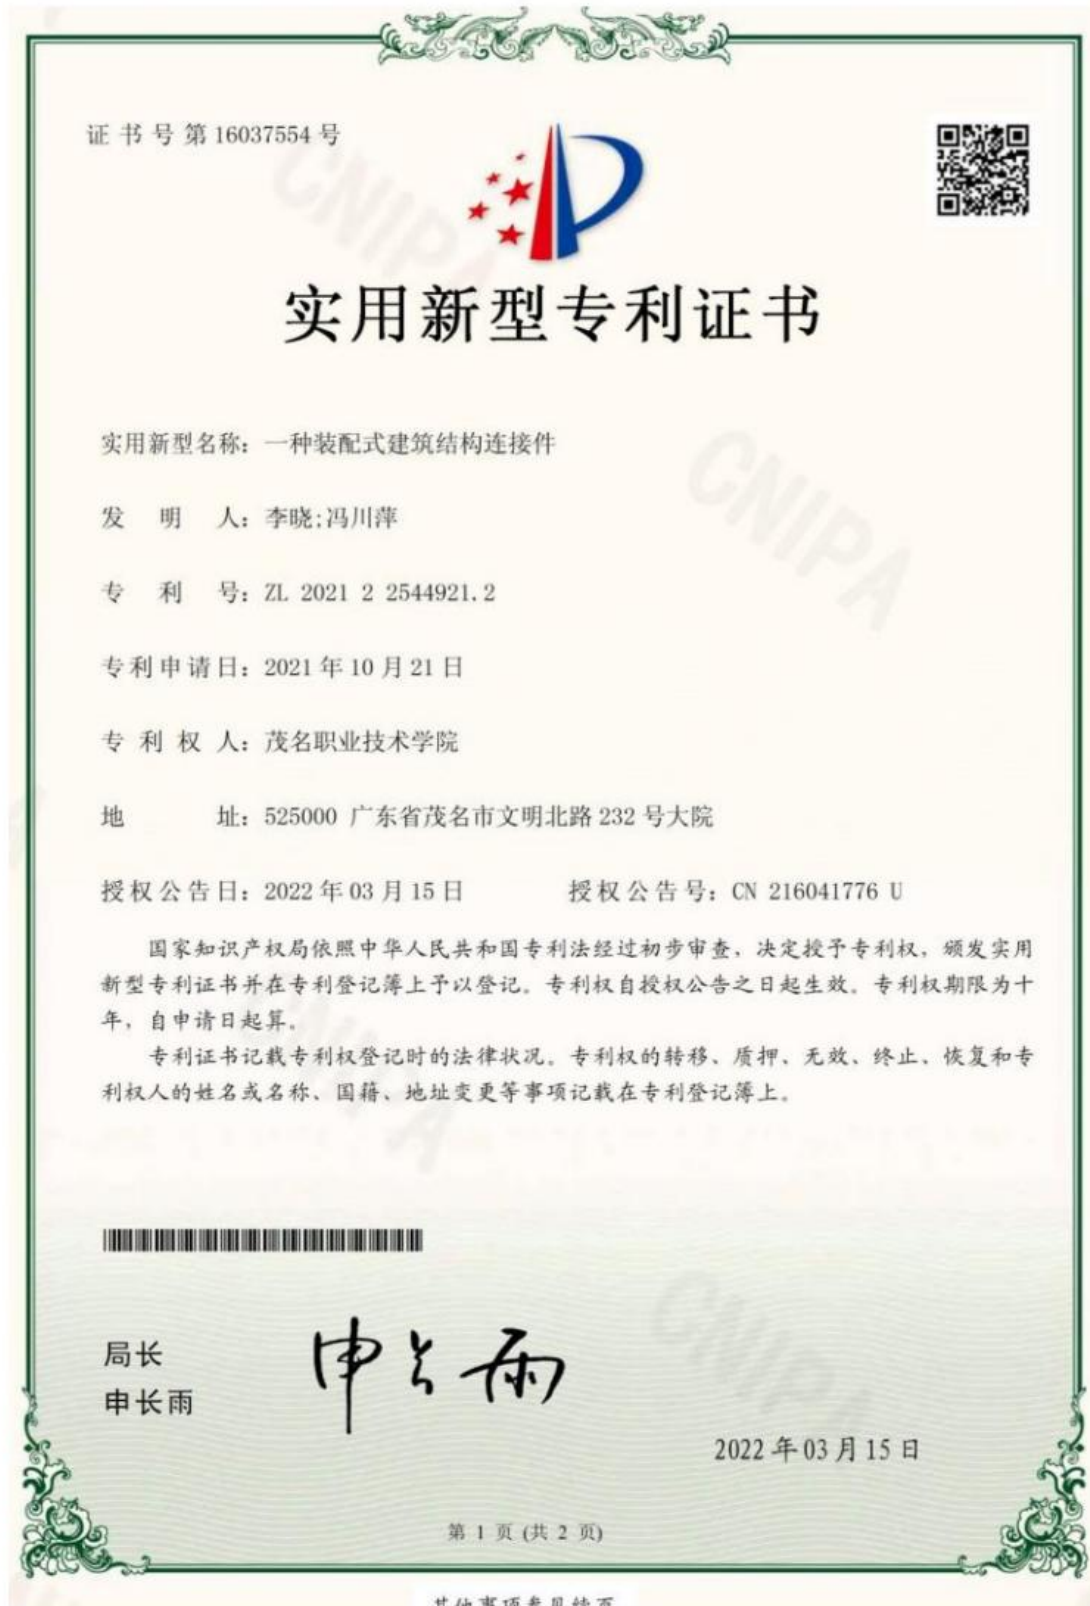 证书号第16037554号
实用新型专利证书
实用新型名称：一种装配式建筑结构连接件
发明人：李晓;冯川萍
专利号：ZL 2021 2 2544921.2
专利申请日：2021年10月21日
专利权人：茂名职业技术学院
地址：525000 广东省茂名市文明北路232号大院
授权公告日：2022年03月15日 授权公告号：CN 216041776 U
国家知识产权局依照中华人民共和国专利法经过初步审查，决定授予专利权，颁发实用
新型专利证书并在专利登记簿上予以登记。专利权自授权公告之日起生效。专利权期限为十
年，自申请日起算。
专利证书记载专利权登记时的法律状况。专利权的转移、质押、无效、终止、恢复和专
利权人的姓名或名称、国籍、地址变更等事项记载在专利登记簿上。
局长
申长雨
申长雨
2022年03月15日
第 1 页 (共 2 页)
其他事项参见续页
CNIPA
CNIPA
CNIPA
CNIPA